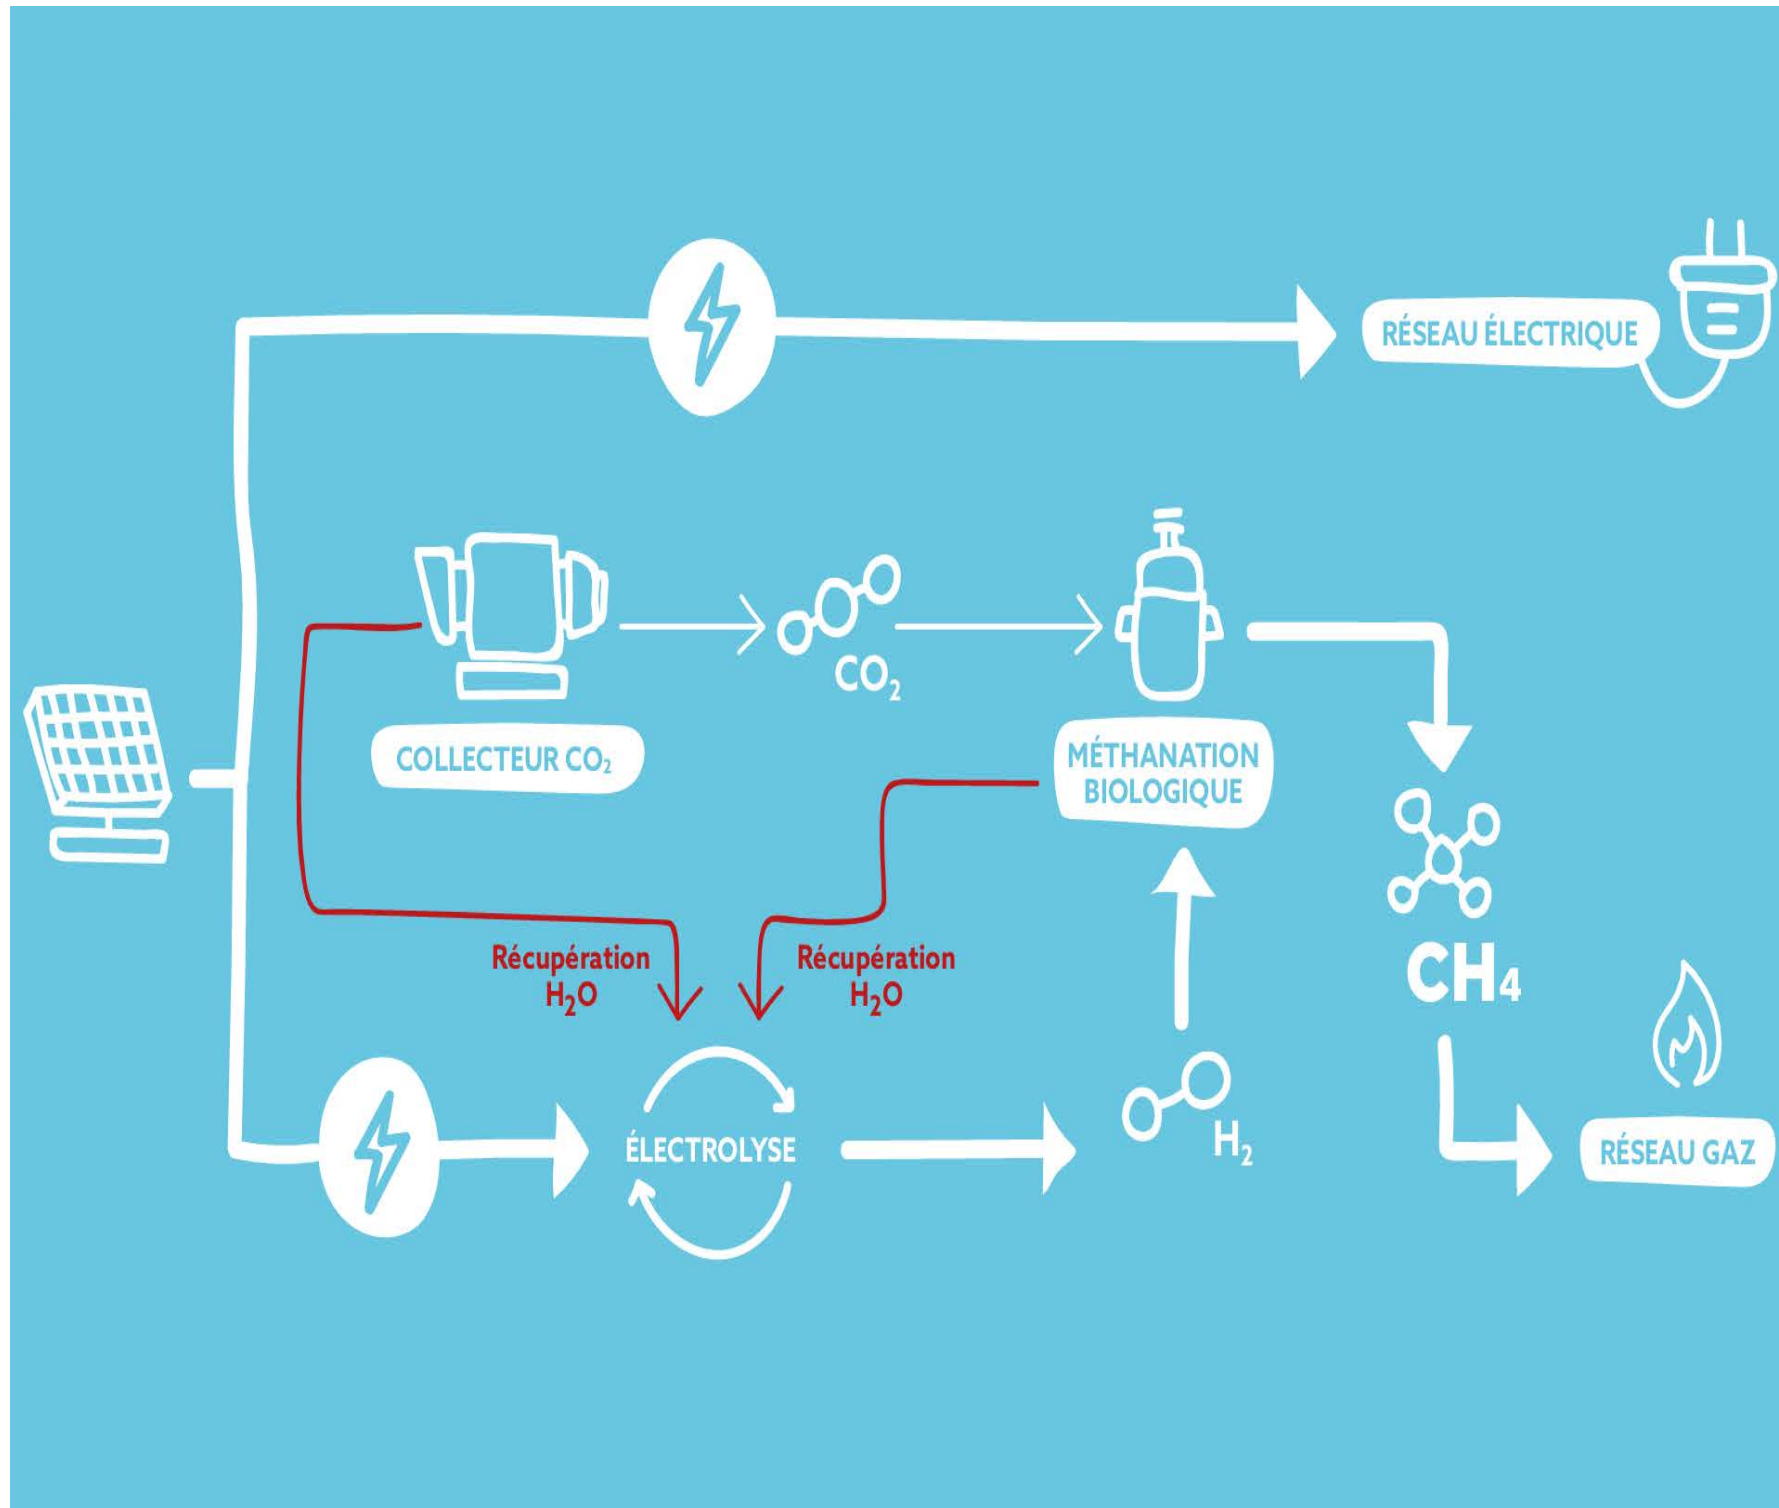 RÉSEAU ÉLECTRIQUE
CO₂
COLLECTEUR CO₂
MÉTHANATION
BIOLOGIQUE
Récupération
H₂O
Récupération
H₂O
CH₄
ÉLECTROLYSE
H₂
RÉSEAU GAZ